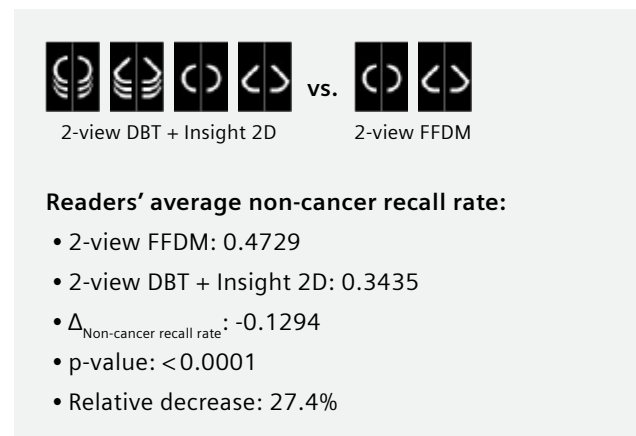 vs.
2-view DBT + Insight 2D 2-view FFDM
Readers' average non-cancer recall rate:
• 2-view FFDM: 0.4729
• 2-view DBT + Insight 2D: 0.3435
• ΔNon-cancer recall rate: -0.1294
• p-value: <0.0001
• Relative decrease: 27.4%